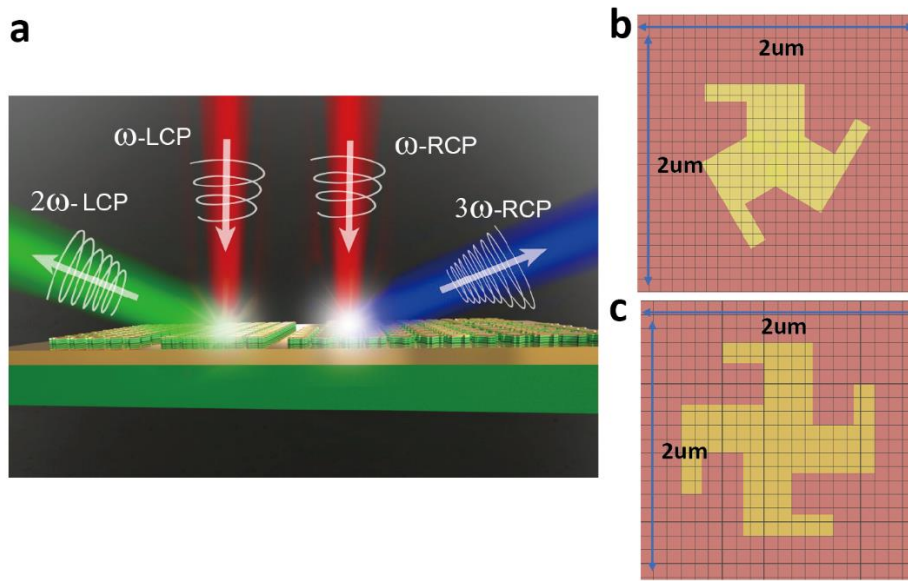 a
ω-LCP
ω-RCP
2ω- LCP
3ω-RCP
b
2um
2um
c
2um
2um